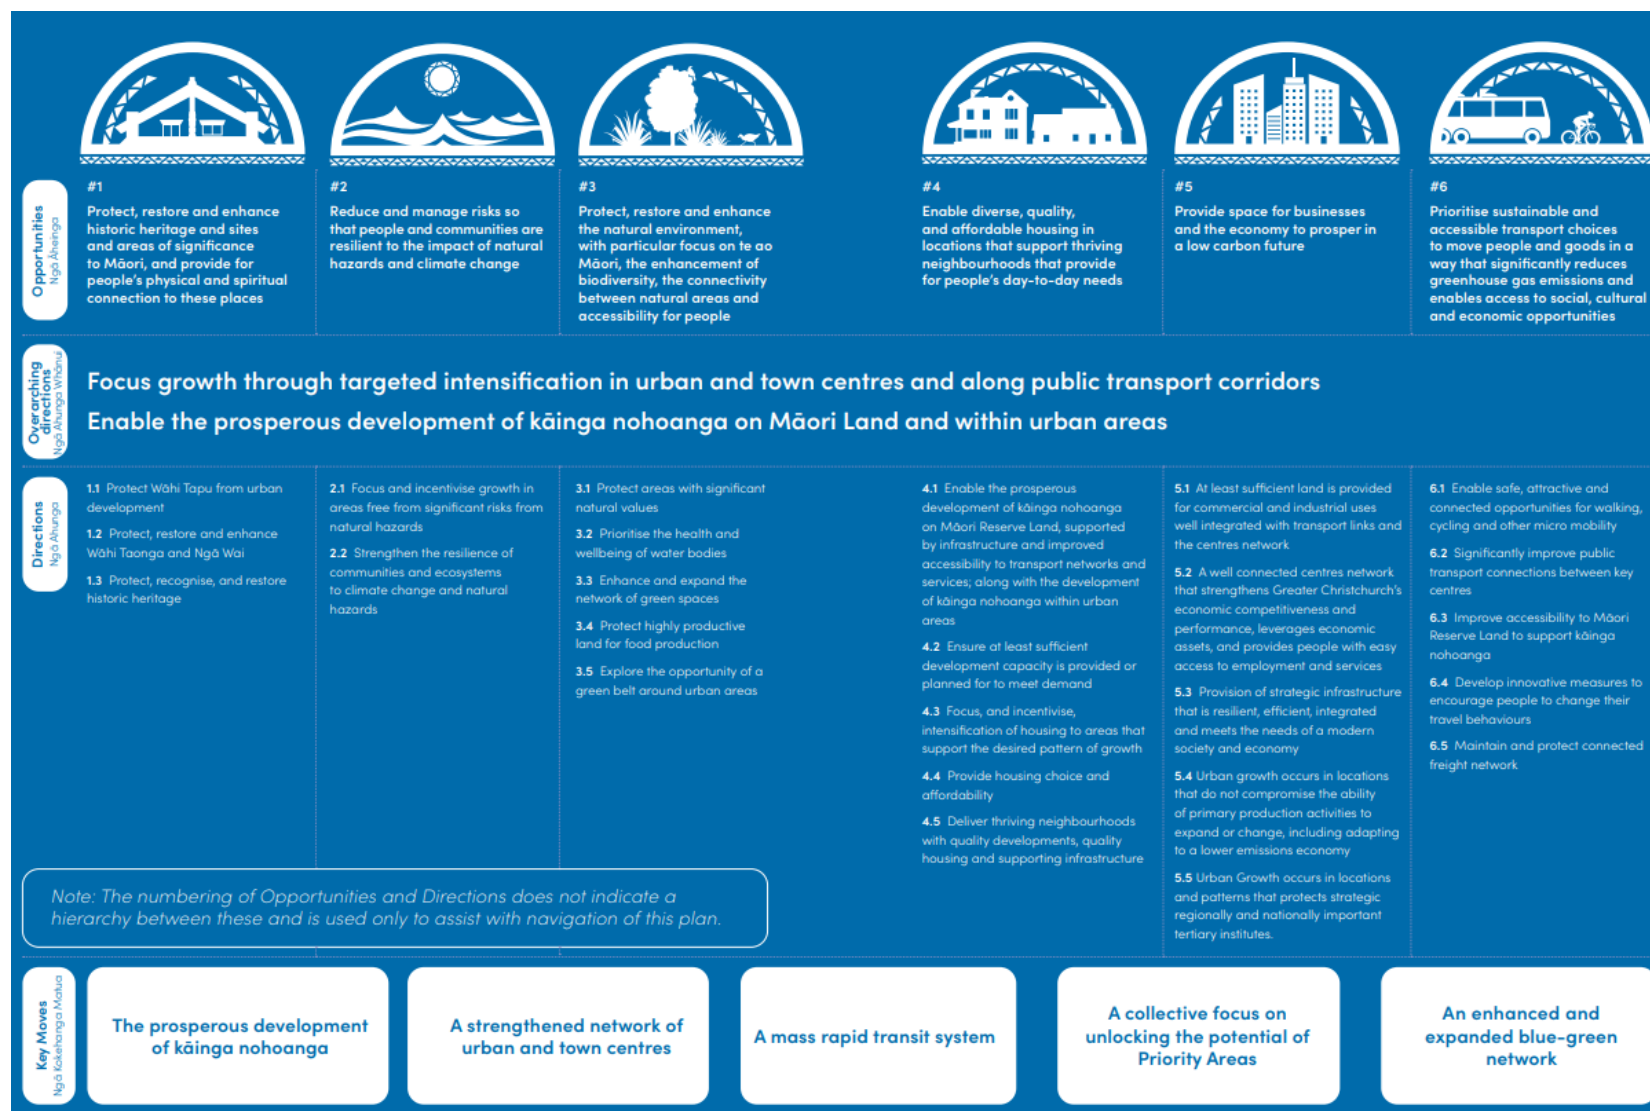 Opportunities
Ngā Āheinga
#1
Protect, restore and enhance
historic heritage and sites
and areas of significance
to Māori, and provide for
people's physical and spiritual
connection to these places
#2
Reduce and manage risks so
that people and communities are
resilient to the impact of natural
hazards and climate change
#3
Protect, restore and enhance
the natural environment,
with particular focus on te ao
Māori, the enhancement of
biodiversity, the connectivity
between natural areas and
accessibility for people
#4
Enable diverse, quality,
and affordable housing in
locations that support thriving
neighbourhoods that provide
for people's day-to-day needs
#5
Provide space for businesses
and the economy to prosper in
a low carbon future
#6
Prioritise sustainable and
accessible transport choices
to move people and goods in a
way that significantly reduces
greenhouse gas emissions and
enables access to social, cultural
and economic opportunities
Overarching
directions
Ngā Ahunga Whānui
Focus growth through targeted intensification in urban and town centres and along public transport corridors
Enable the prosperous development of kāinga nohoanga on Māori Land and within urban areas
Directions
Ngā Ahunga
1.1 Protect Wāhi Tapu from urban
development
1.2 Protect, restore and enhance
Wāhi Taonga and Ngā Wai
1.3 Protect, recognise, and restore
historic heritage
2.1 Focus and incentivise growth in
areas free from significant risks from
natural hazards
2.2 Strengthen the resilience of
communities and ecosystems
to climate change and natural
hazards
3.1 Protect areas with significant
natural values
3.2 Prioritise the health and
wellbeing of water bodies
3.3 Enhance and expand the
network of green spaces
3.4 Protect highly productive
land for food production
3.5 Explore the opportunity of a
green belt around urban areas
4.1 Enable the prosperous
development of kāinga nohoanga
on Māori Reserve Land, supported
by infrastructure and improved
accessibility to transport networks and
services; along with the development
of kāinga nohoanga within urban
areas
4.2 Ensure at least sufficient
development capacity is provided or
planned for to meet demand
4.3 Focus, and incentivise,
intensification of housing to areas that
support the desired pattern of growth
4.4 Provide housing choice and
affordability
4.5 Deliver thriving neighbourhoods
with quality developments, quality
housing and supporting infrastructure
5.1 At least sufficient land is provided
for commercial and industrial uses
well integrated with transport links and
the centres network
5.2 A well connected centres network
that strengthens Greater Christchurch's
economic competitiveness and
performance, leverages economic
assets, and provides people with easy
access to employment and services
5.3 Provision of strategic infrastructure
that is resilient, efficient, integrated
and meets the needs of a modern
society and economy
5.4 Urban growth occurs in locations
that do not compromise the ability
of primary production activities to
expand or change, including adapting
to a lower emissions economy
5.5 Urban Growth occurs in locations
and patterns that protects strategic
regionally and nationally important
tertiary institutes.
6.1 Enable safe, attractive and
connected opportunities for walking,
cycling and other micro mobility
6.2 Significantly improve public
transport connections between key
centres
6.3 Improve accessibility to Māori
Reserve Land to support kāinga
nohoanga
6.4 Develop innovative measures to
encourage people to change their
travel behaviours
6.5 Maintain and protect connected
freight network
Note: The numbering of Opportunities and Directions does not indicate a
hierarchy between these and is used only to assist with navigation of this plan.
Key Moves
Ngā Kokehanga Matua
The prosperous development
of kāinga nohoanga
A strengthened network of
urban and town centres
A mass rapid transit system
A collective focus on
unlocking the potential of
Priority Areas
An enhanced and
expanded blue-green
network